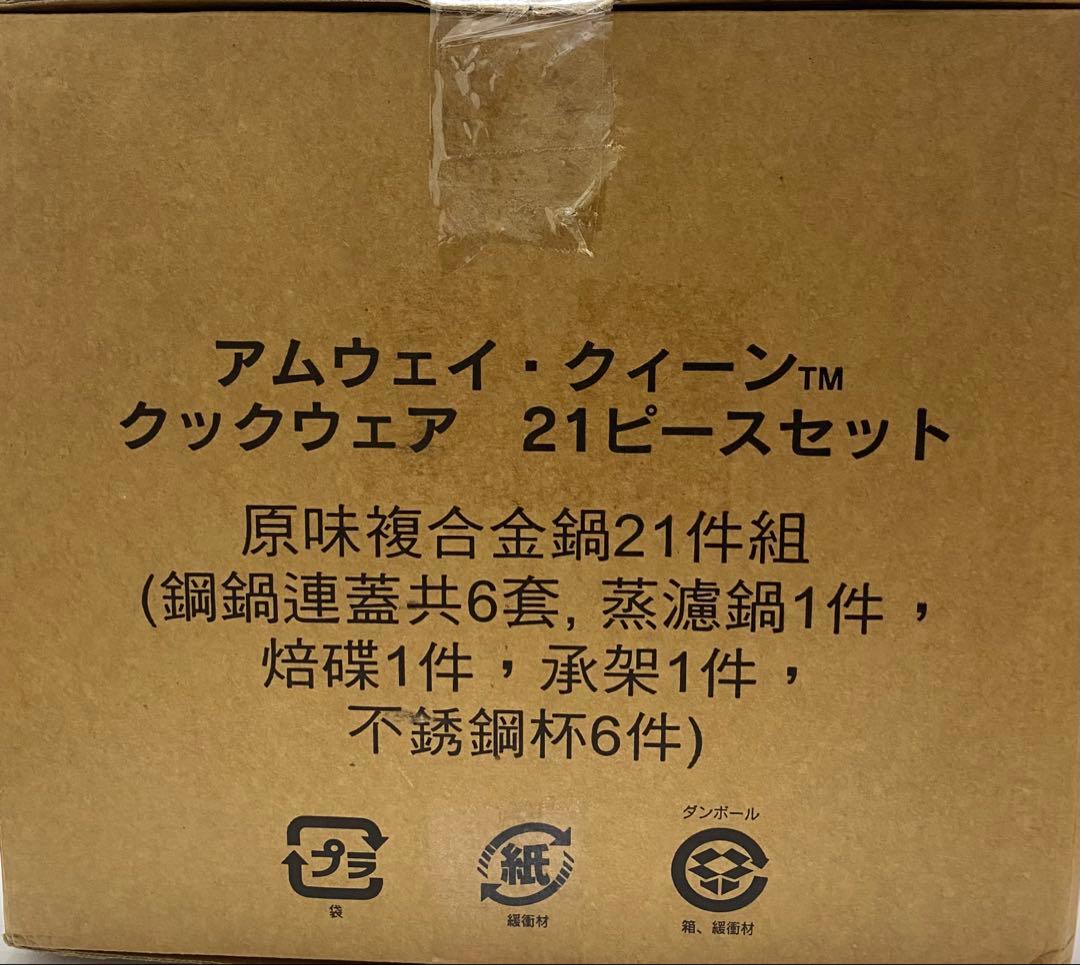 アムウェイ・クィーン™
クックウェア　21ピースセット
原味複合金鍋21件組
(鋼鍋連蓋共6套, 蒸濾鍋1件，
焙碟1件，承架1件，
不銹鋼杯6件)
プラ
袋
紙
緩衝材
ダンボール
箱、緩衝材